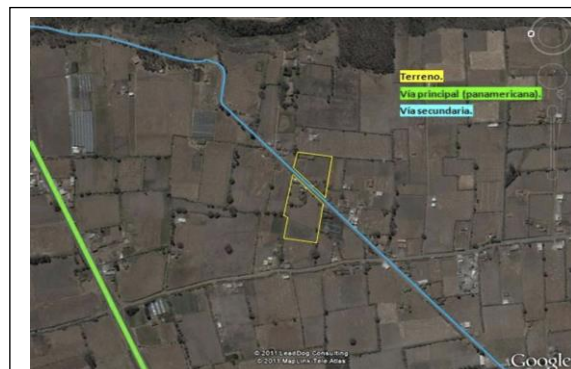 Terreno.
Vía principal (panamericana).
Vía secundaria.
© 2011 LeadDog Consulting
© 2011 MapLink Tele Atlas
Google